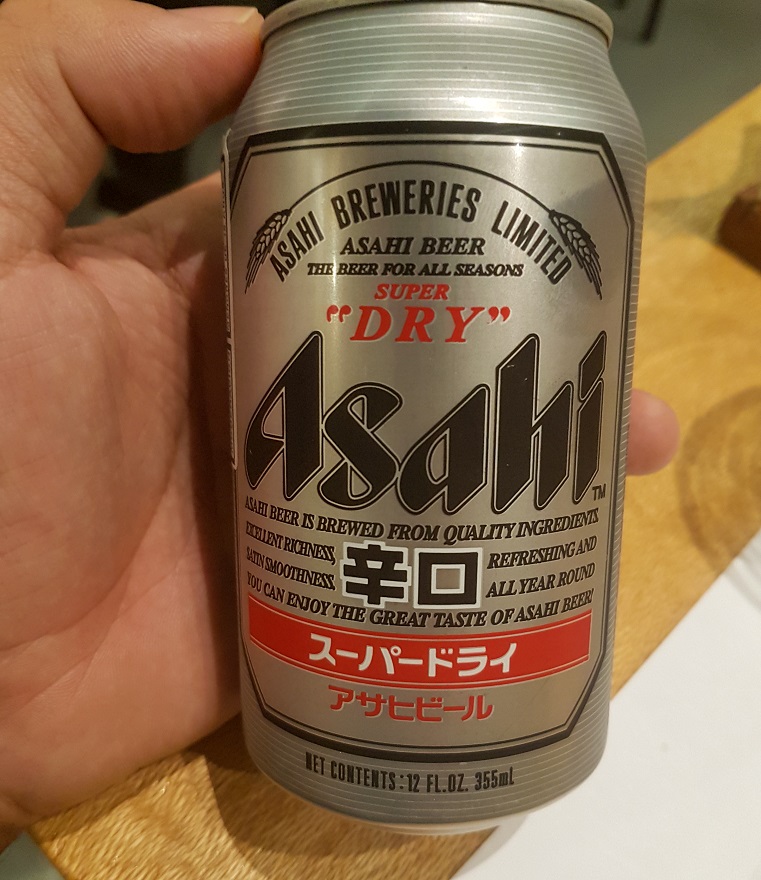 ASAHI BREWERIES LIMITED
ASAHI BEER
THE BEER FOR ALL SEASONS
SUPER
"DRY"
Asahi™
ASAHI BEER IS BREWED FROM QUALITY INGREDIENTS.
EXCELLENT RICHNESS,
SATIN SMOOTHNESS.
辛口
REFRESHING AND
ALL YEAR ROUND
YOU CAN ENJOY THE GREAT TASTE OF ASAHI BEER!
スーパードライ
アサヒビール
NET CONTENTS:12 FL.OZ. 355mL